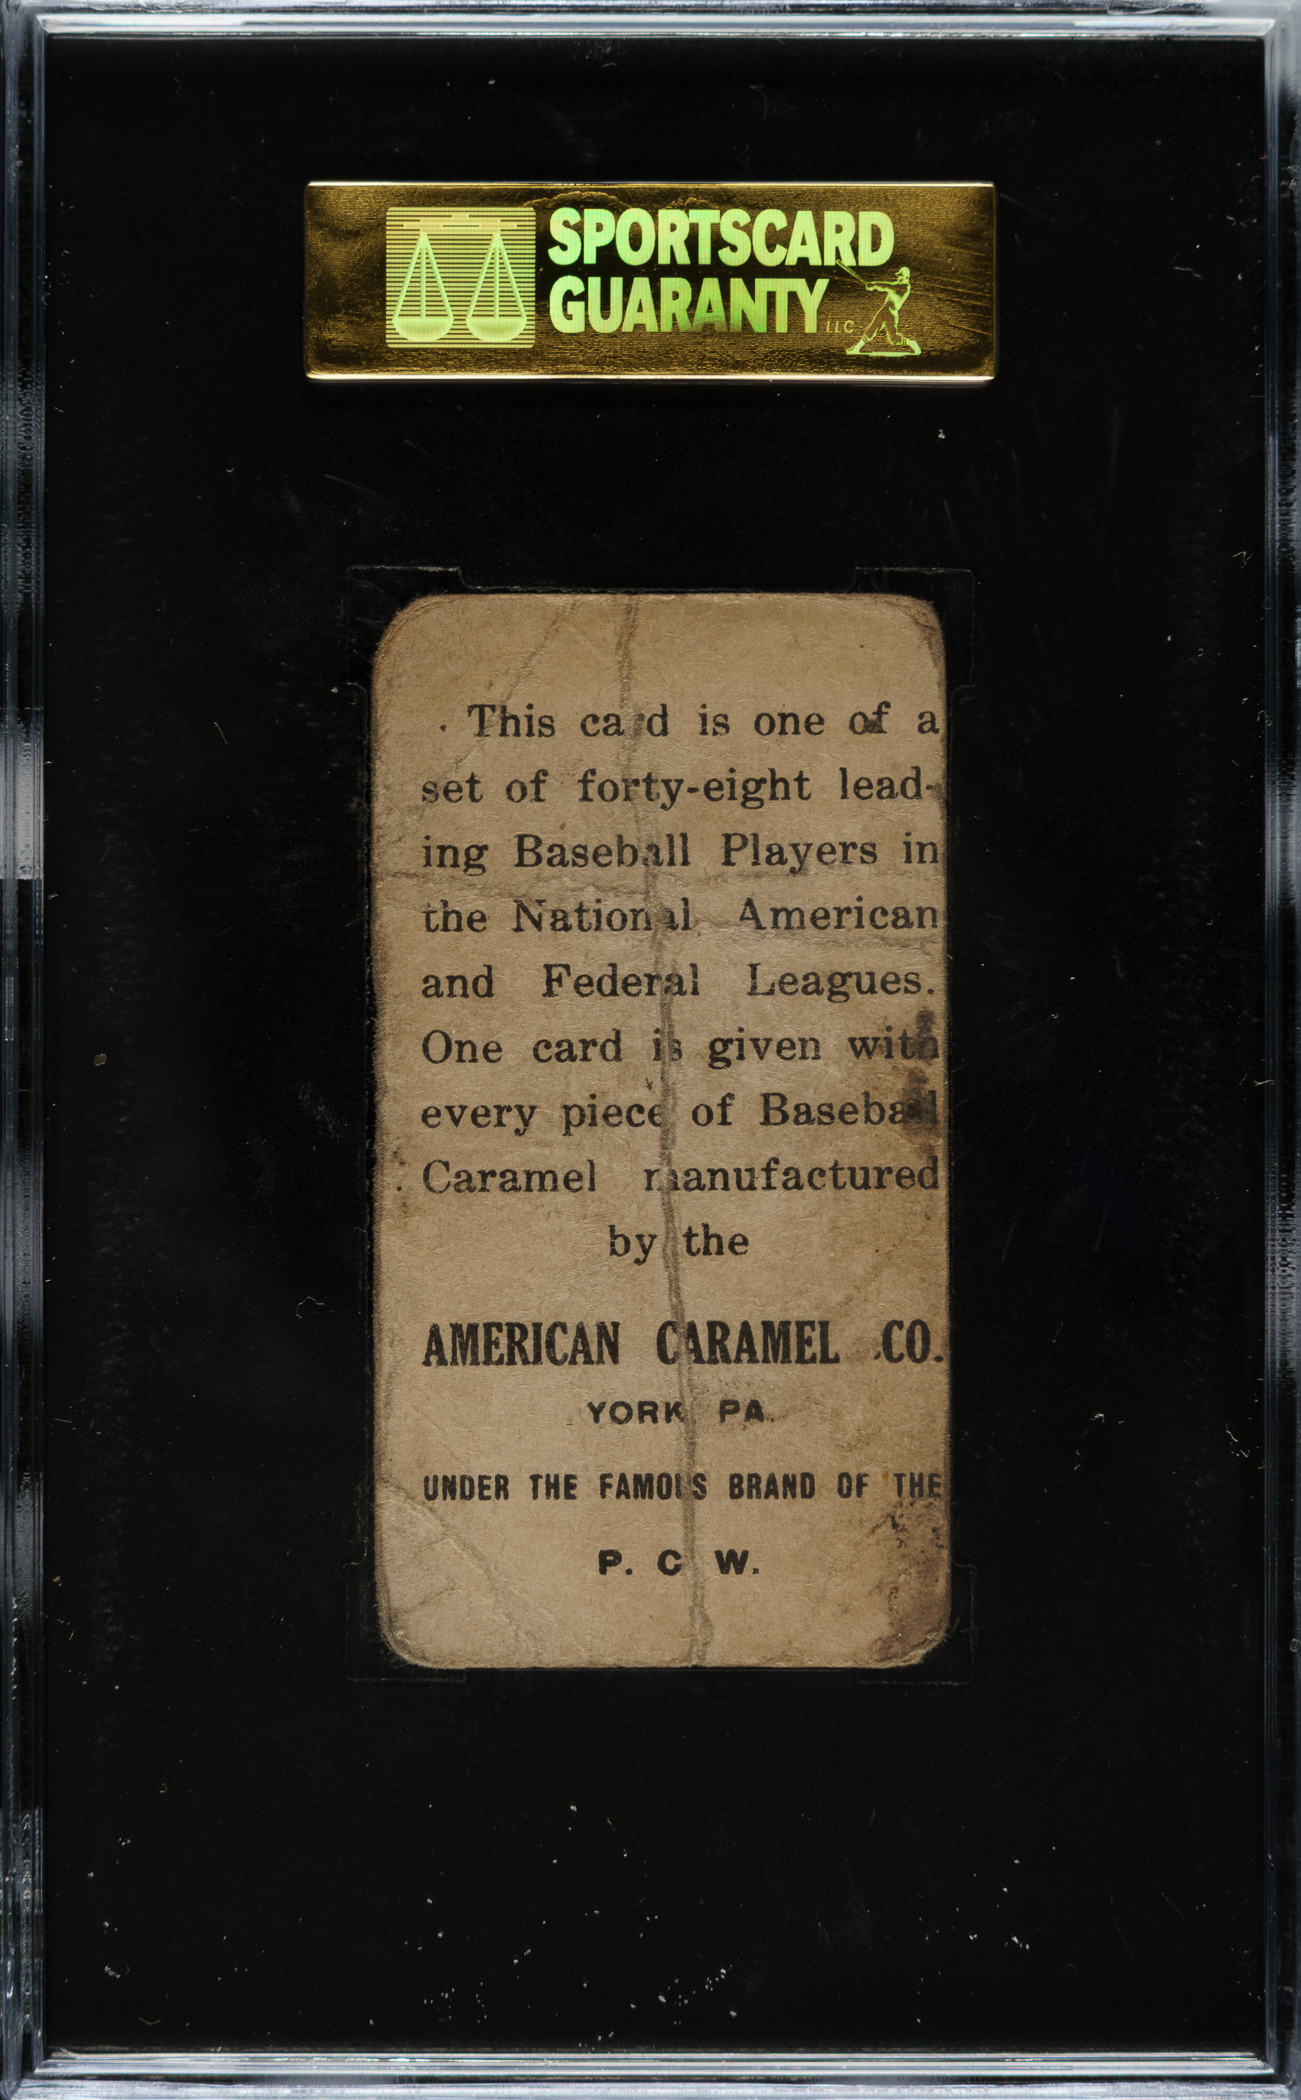 SPORTSCARD
GUARANTY LLC
This card is one of a
set of forty-eight lead-
ing Baseball Players in
the National, American
and Federal Leagues.
One card is given with
every piece of Baseball
Caramel manufactured
by the
AMERICAN CARAMEL CO.
YORK PA.
UNDER THE FAMOUS BRAND OF THE
P. C. W.